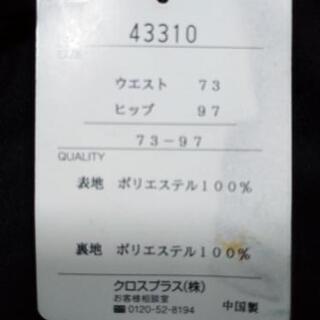 43310
SIZE
ウエスト 73
ヒップ 97
73-97
QUALITY
表地 ポリエステル100%
裏地 ポリエステル100%
クロスプラス(株)
お客様相談室
0120-52-8194
中国製